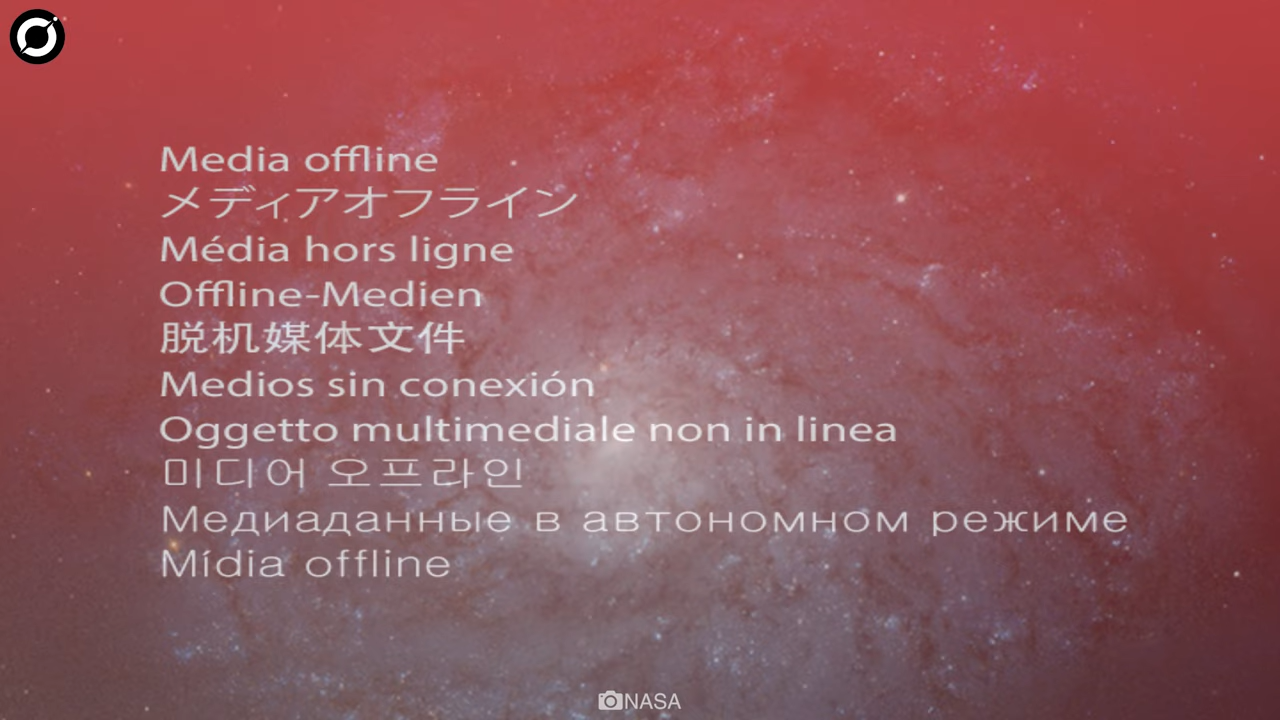 Media offline
メディアオフライン
Média hors ligne
Offline-Medien
脱机媒体文件
Medios sin conexión
Oggetto multimediale non in linea
미디어 오프라인
Медиаданные в автономном режиме
Mídia offline
NASA